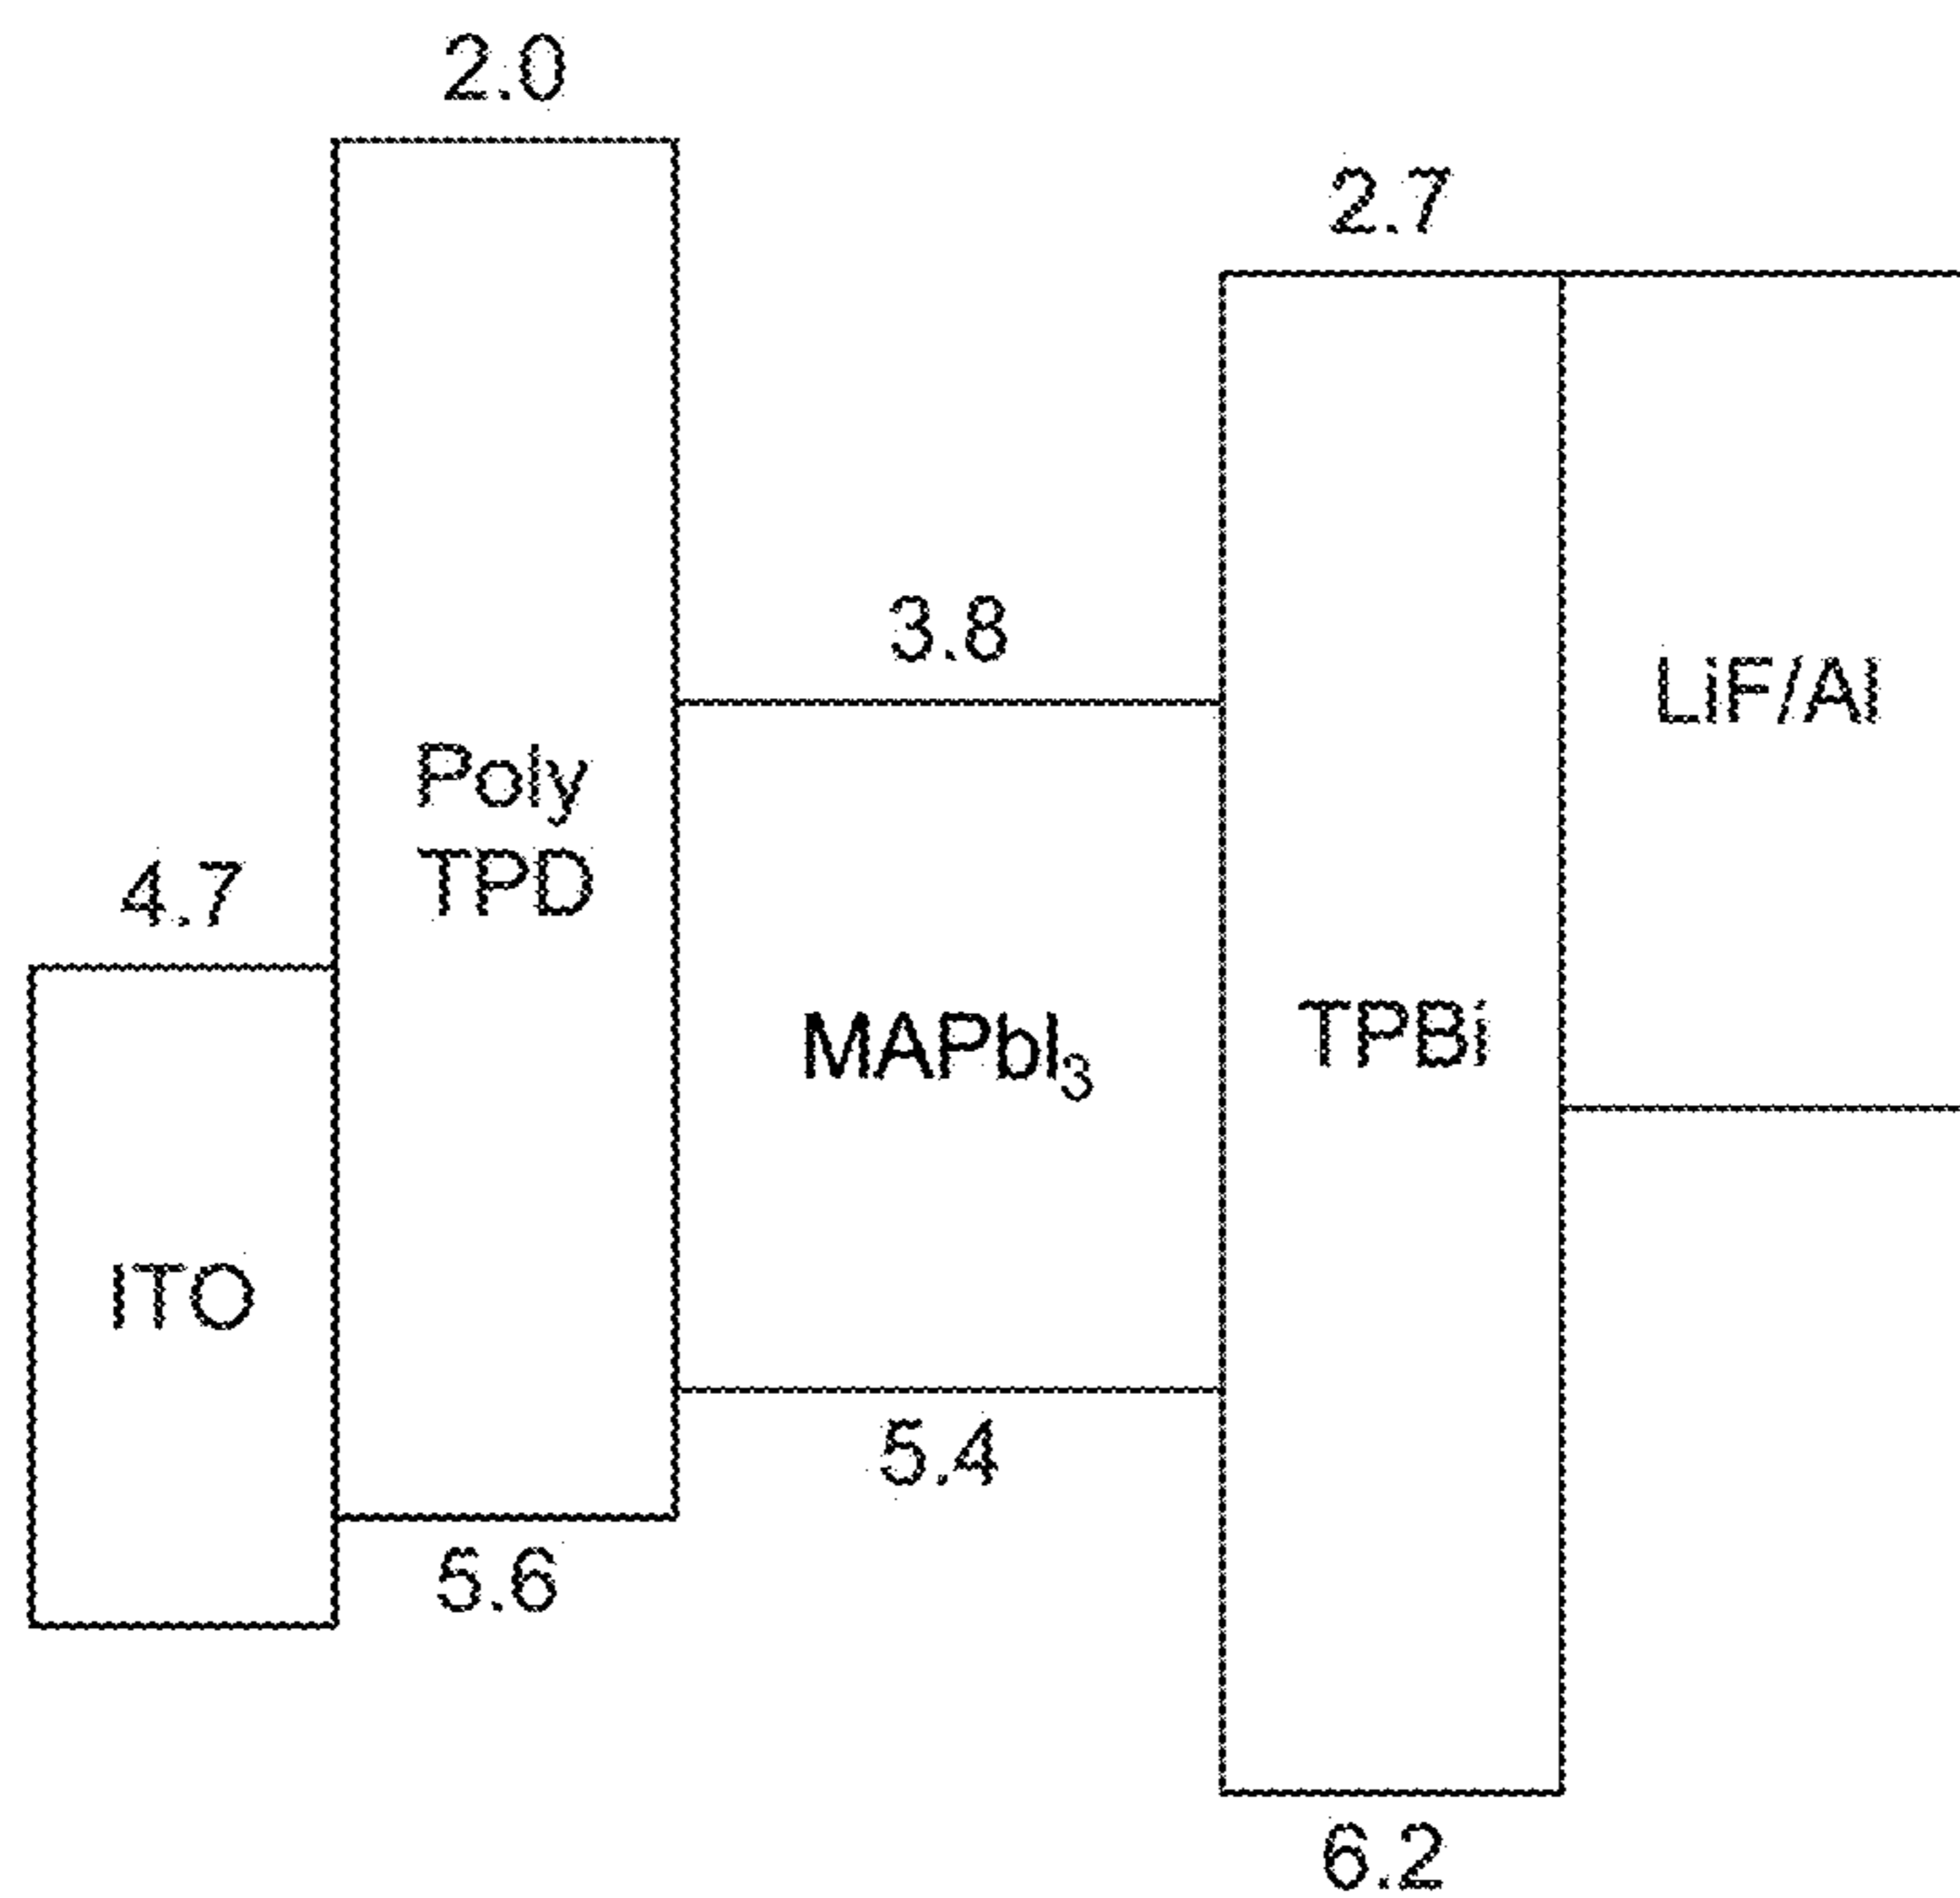 2.0
2.7
3.8
LiF/Al
Poly
TPD
4.7
MAPbI₃
TPBi
ITO
5.4
5.6
6.2